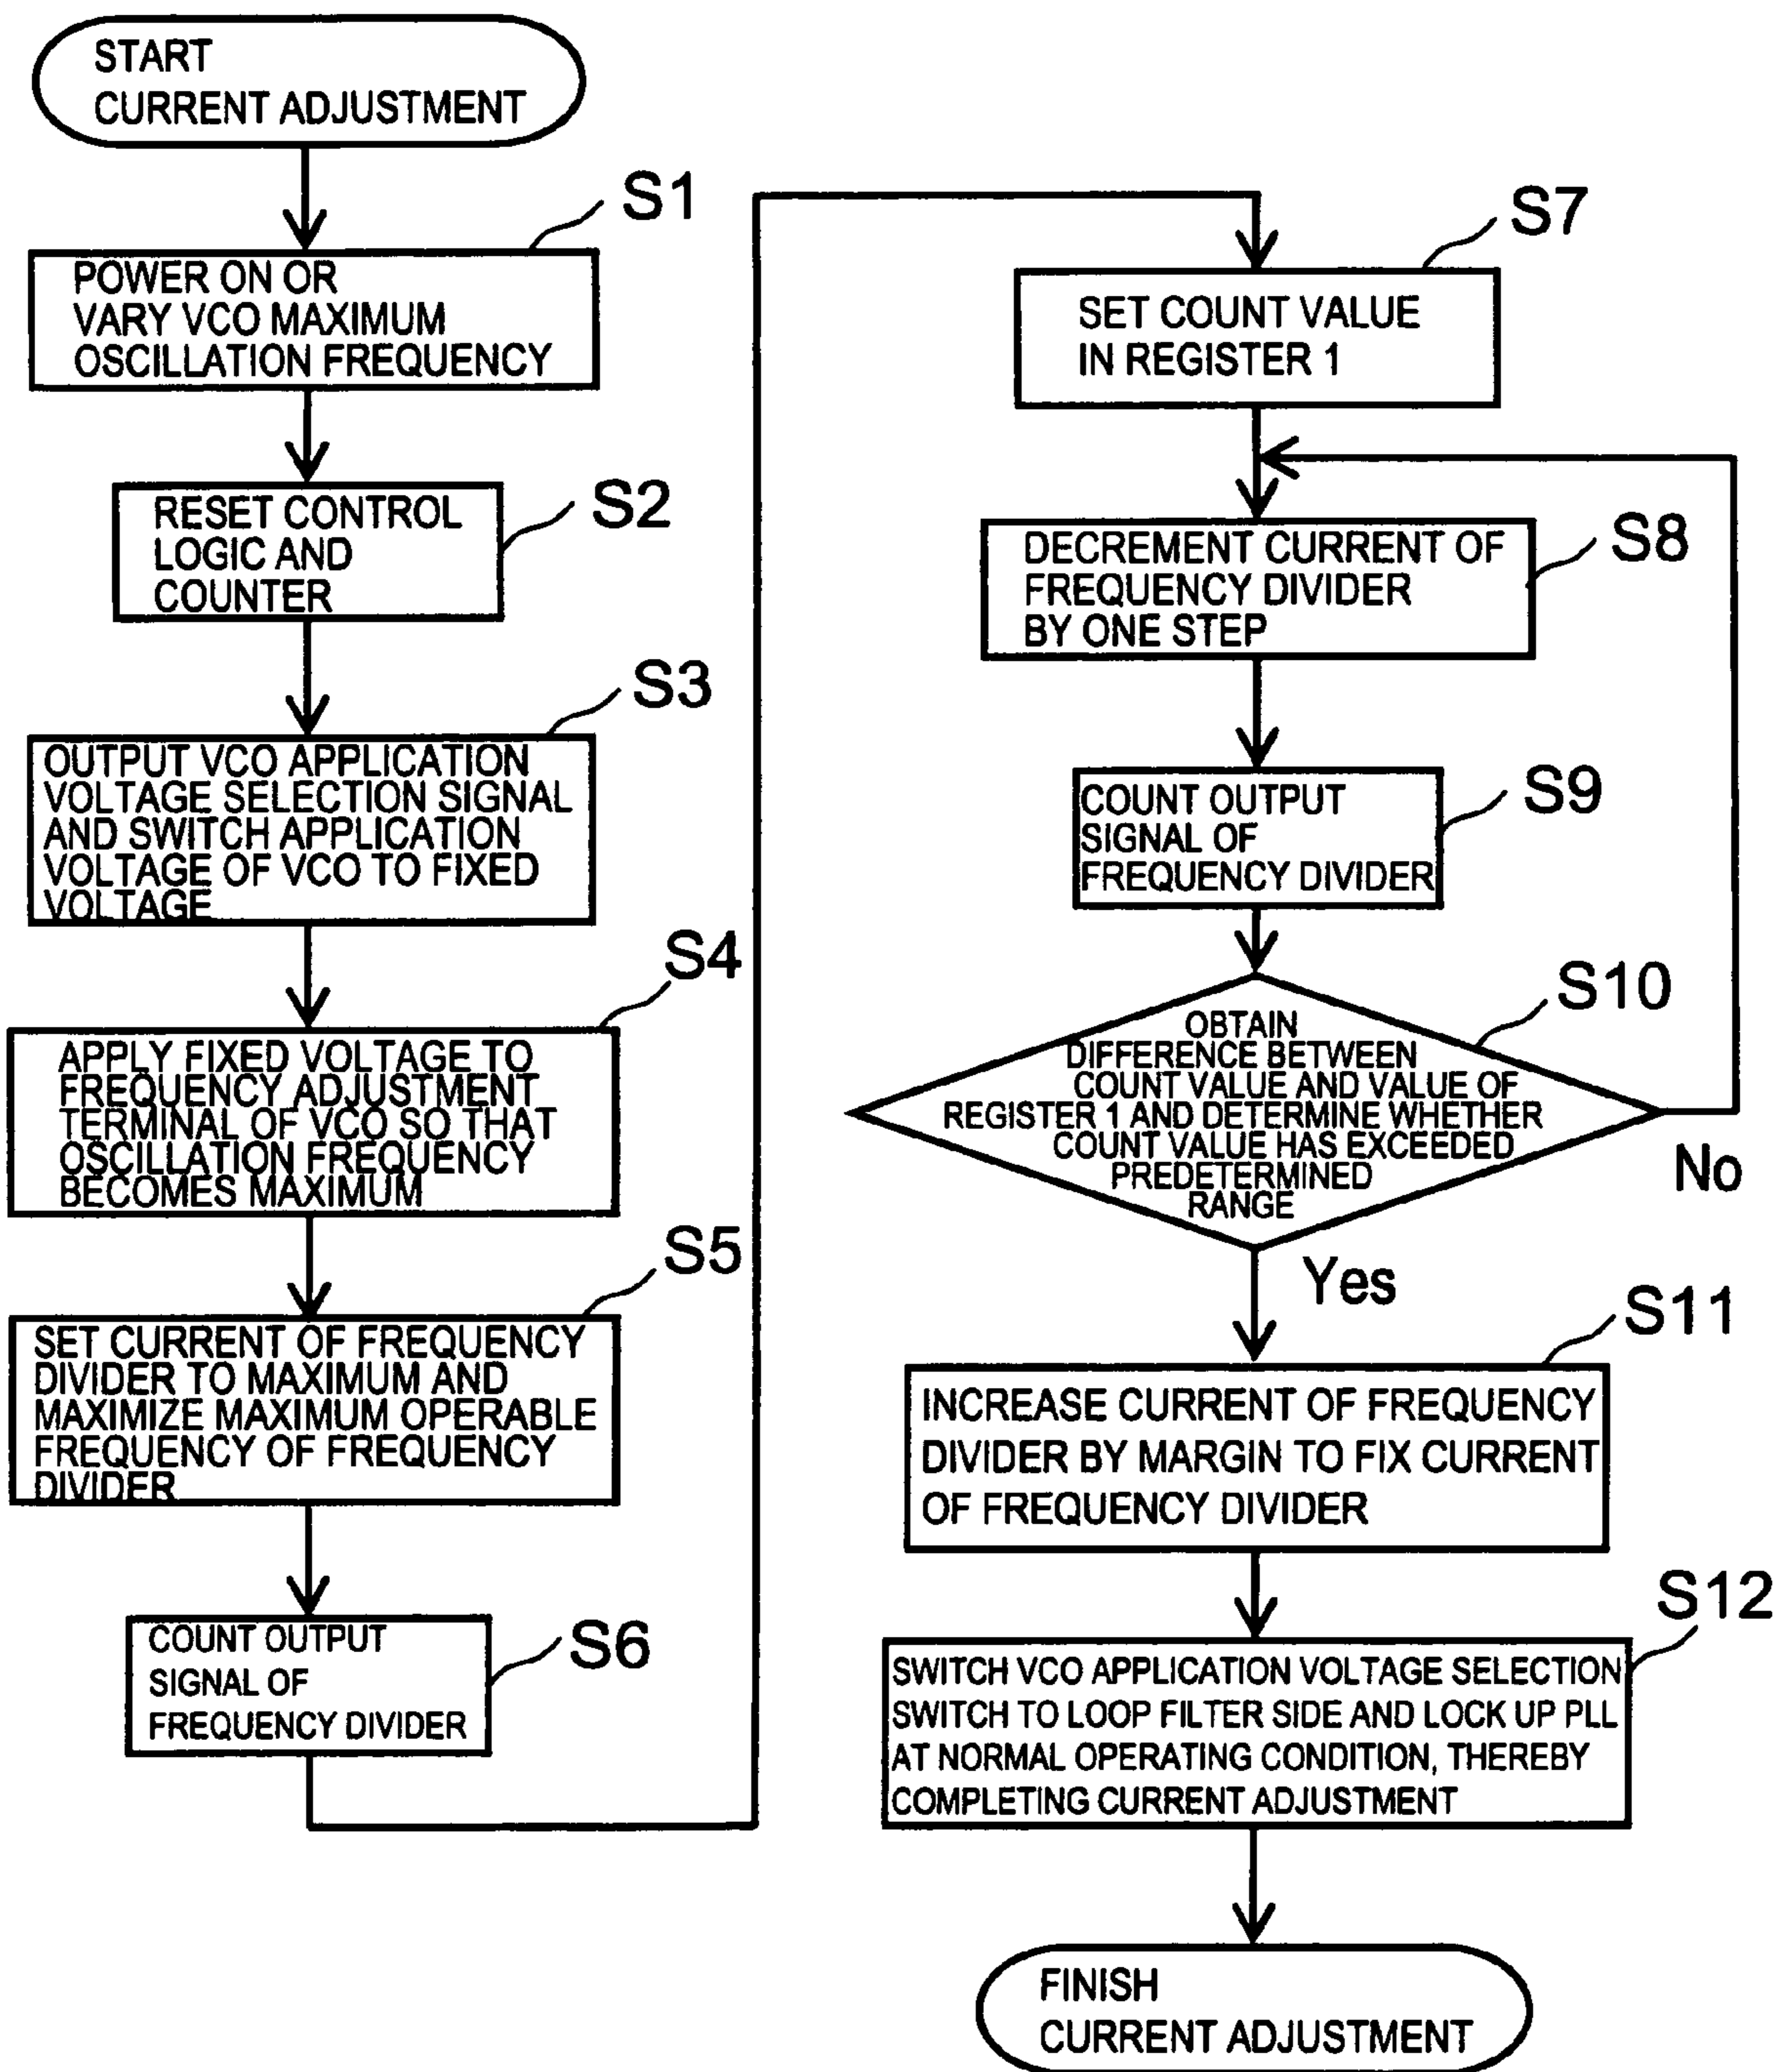 START
CURRENT ADJUSTMENT
S1
POWER ON OR
VARY VCO MAXIMUM
OSCILLATION FREQUENCY
S2
RESET CONTROL
LOGIC AND
COUNTER
S3
OUTPUT VCO APPLICATION
VOLTAGE SELECTION SIGNAL
AND SWITCH APPLICATION
VOLTAGE OF VCO TO FIXED
VOLTAGE
S4
APPLY FIXED VOLTAGE TO
FREQUENCY ADJUSTMENT
TERMINAL OF VCO SO THAT
OSCILLATION FREQUENCY
BECOMES MAXIMUM
S5
SET CURRENT OF FREQUENCY
DIVIDER TO MAXIMUM AND
MAXIMIZE MAXIMUM OPERABLE
FREQUENCY OF FREQUENCY
DIVIDER
S6
COUNT OUTPUT
SIGNAL OF
FREQUENCY DIVIDER
S7
SET COUNT VALUE
IN REGISTER 1
S8
DECREMENT CURRENT OF
FREQUENCY DIVIDER
BY ONE STEP
S9
COUNT OUTPUT
SIGNAL OF
FREQUENCY DIVIDER
S10
OBTAIN
DIFFERENCE BETWEEN
COUNT VALUE AND VALUE OF
REGISTER 1 AND DETERMINE WHETHER
COUNT VALUE HAS EXCEEDED
PREDETERMINED
RANGE
No
Yes
S11
INCREASE CURRENT OF FREQUENCY
DIVIDER BY MARGIN TO FIX CURRENT
OF FREQUENCY DIVIDER
S12
SWITCH VCO APPLICATION VOLTAGE SELECTION
SWITCH TO LOOP FILTER SIDE AND LOCK UP PLL
AT NORMAL OPERATING CONDITION, THEREBY
COMPLETING CURRENT ADJUSTMENT
FINISH
CURRENT ADJUSTMENT